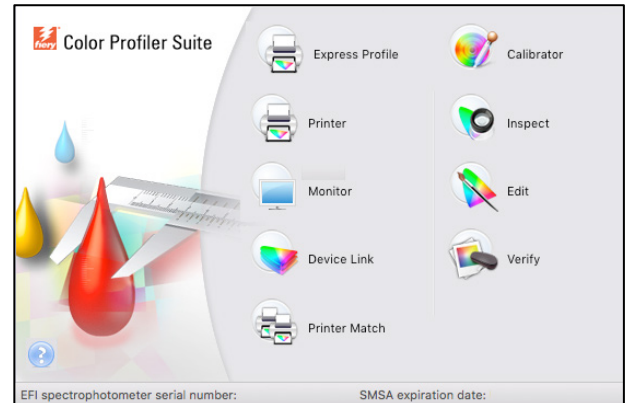 fiery Color Profiler Suite
Express Profile
Calibrator
Printer
Inspect
Monitor
Edit
Device Link
Verify
Printer Match
?
EFI spectrophotometer serial number: SMSA expiration date: